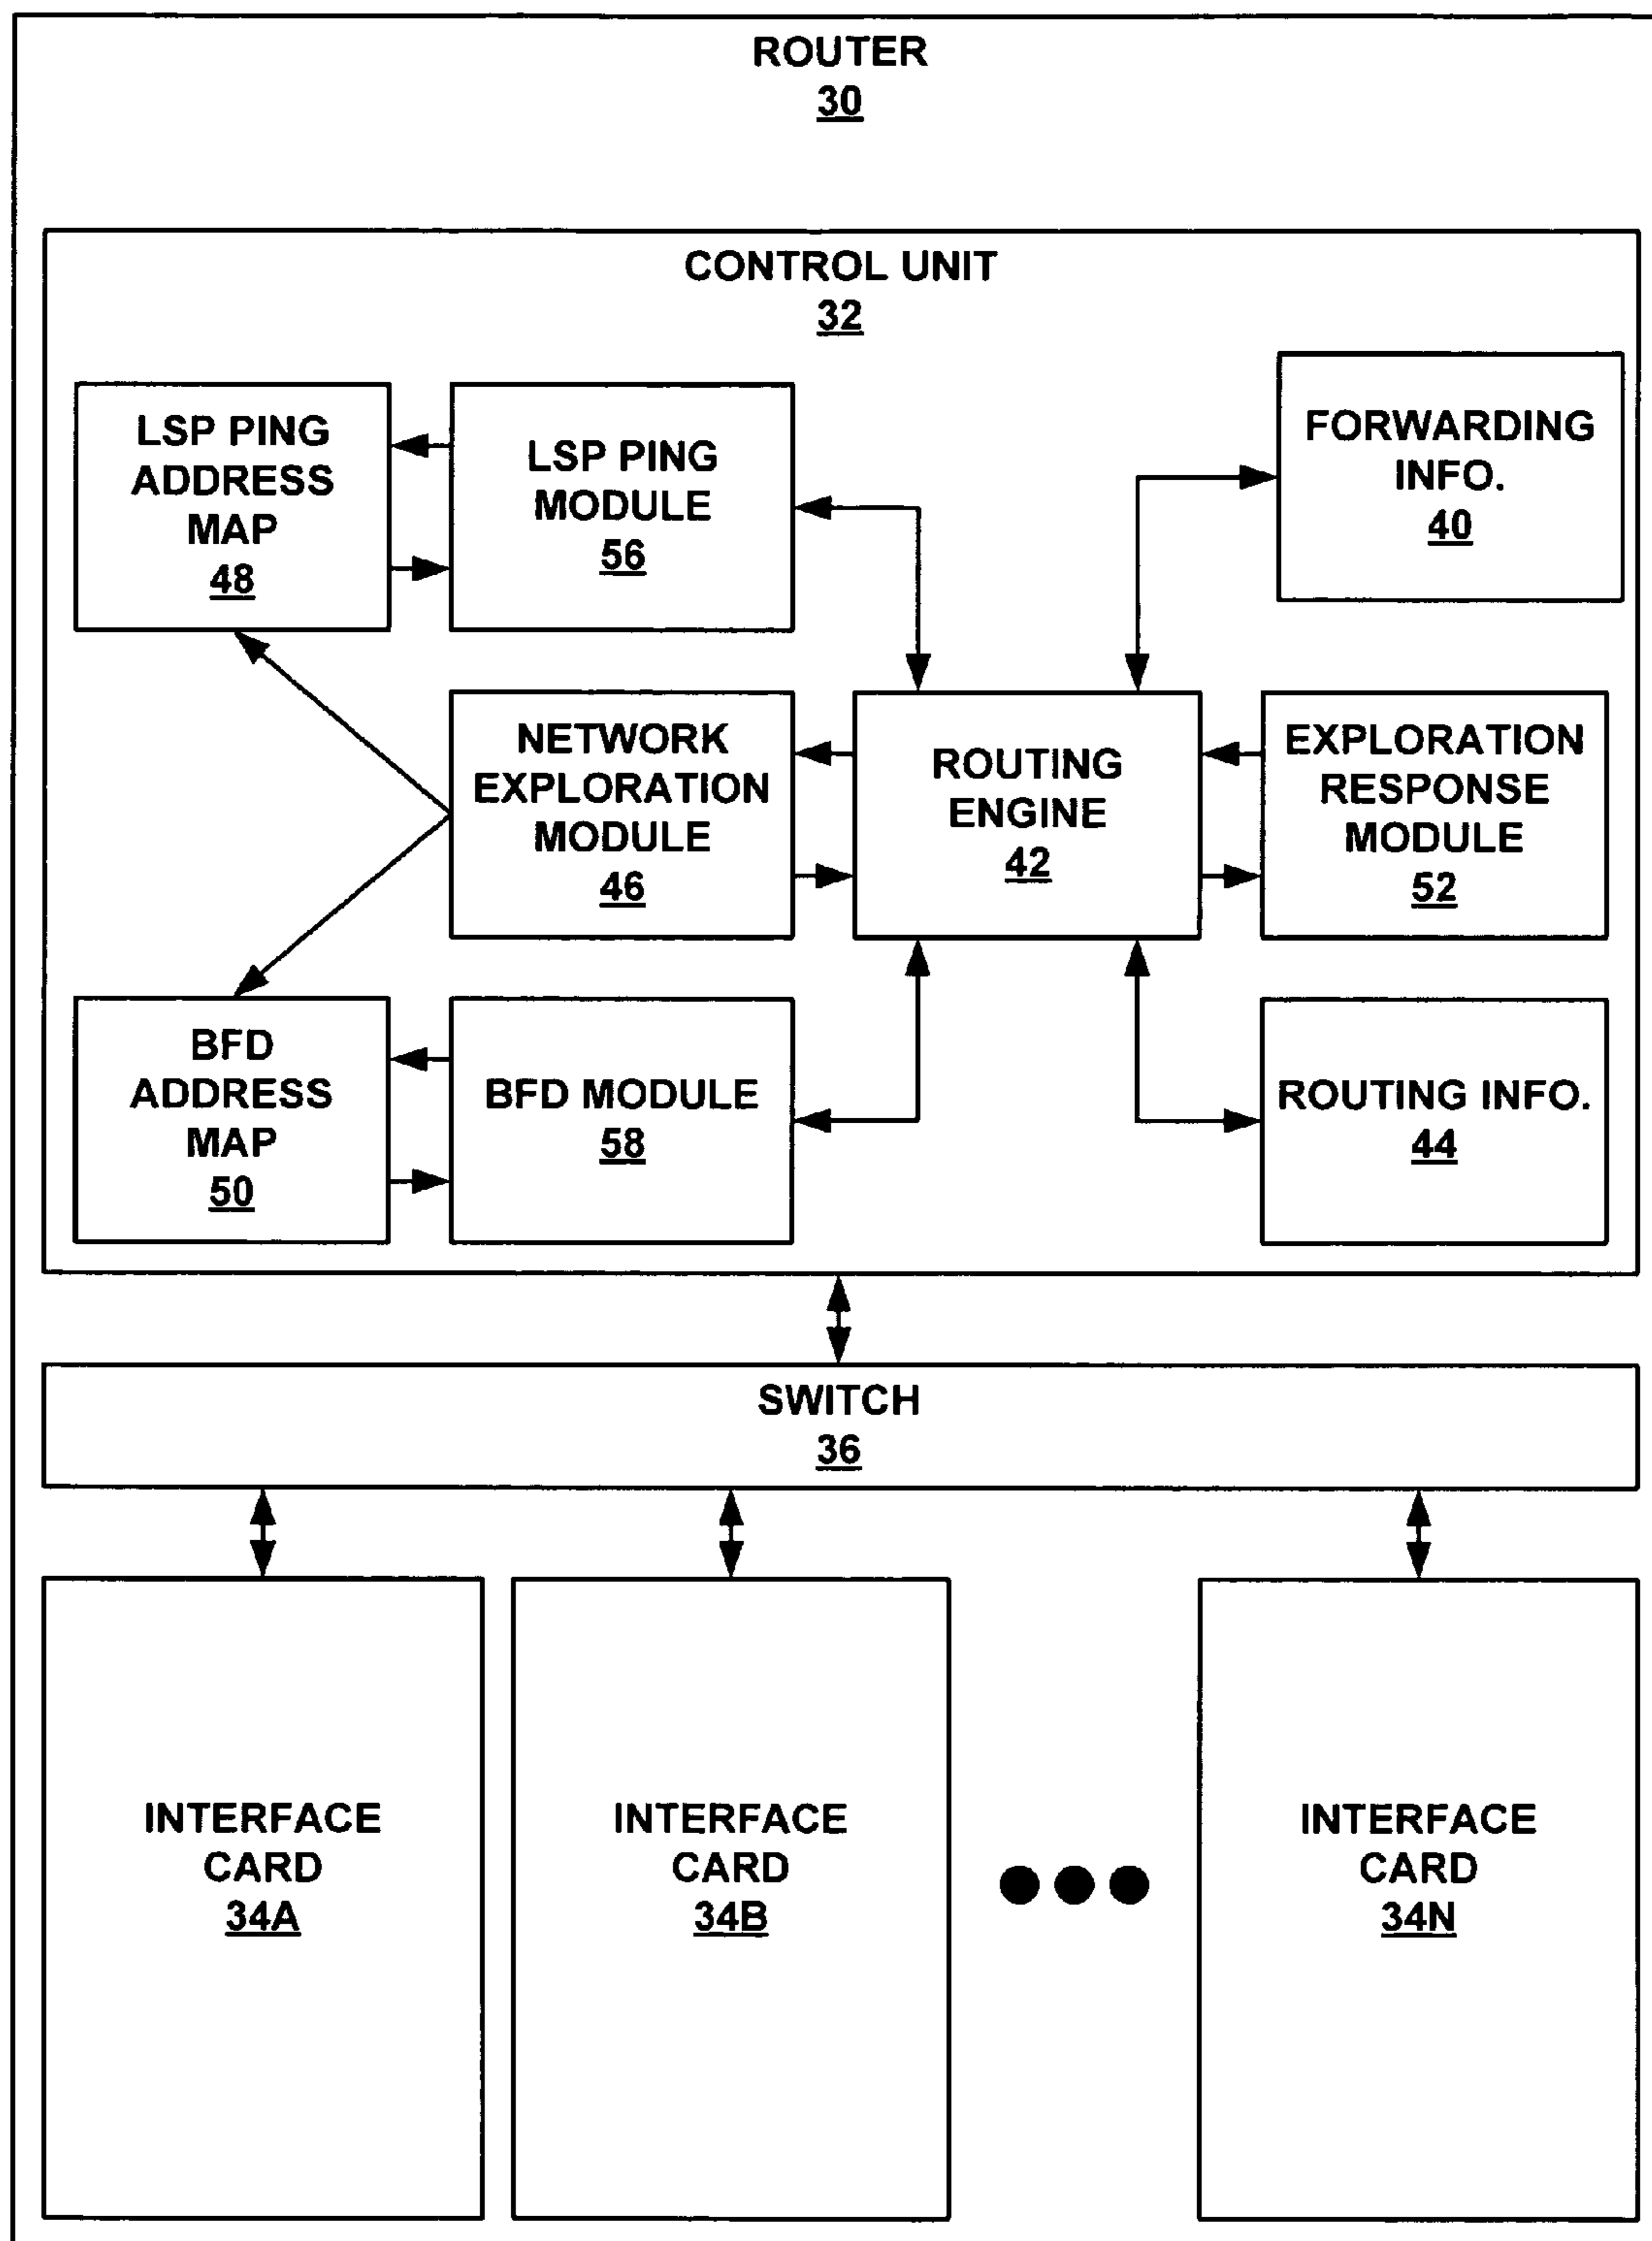 ROUTER
30
CONTROL UNIT
32
LSP PING
ADDRESS
MAP
48
LSP PING
MODULE
56
FORWARDING
INFO.
40
NETWORK
EXPLORATION
MODULE
46
ROUTING
ENGINE
42
EXPLORATION
RESPONSE
MODULE
52
BFD
ADDRESS
MAP
50
BFD MODULE
58
ROUTING INFO.
44
SWITCH
36
INTERFACE
CARD
34A
INTERFACE
CARD
34B
INTERFACE
CARD
34N